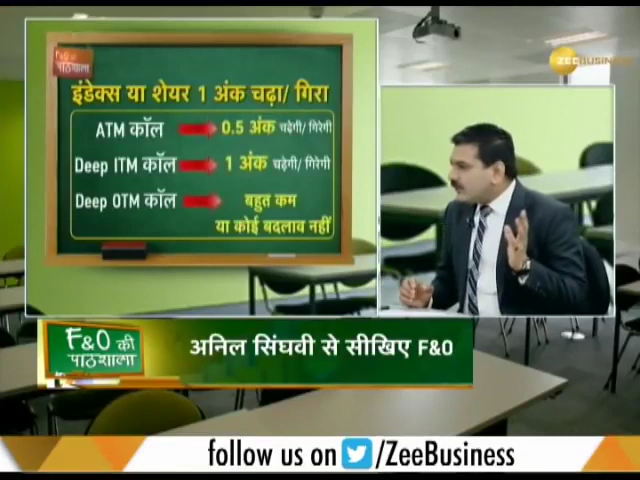 F&O की
पाठशाला
ZEE BUSINESS
इंडेक्स या शेयर 1 अंक चढ़ा/ गिरा
ATM कॉल 0.5 अंक चढ़ेगी/ गिरेगी
Deep ITM कॉल 1 अंक चढ़ेगी/ गिरेगी
Deep OTM कॉल बहुत कम
या कोई बदलाव नहीं
F&O की
पाठशाला
अनिल सिंघवी से सीखिए F&O
follow us on /ZeeBusiness